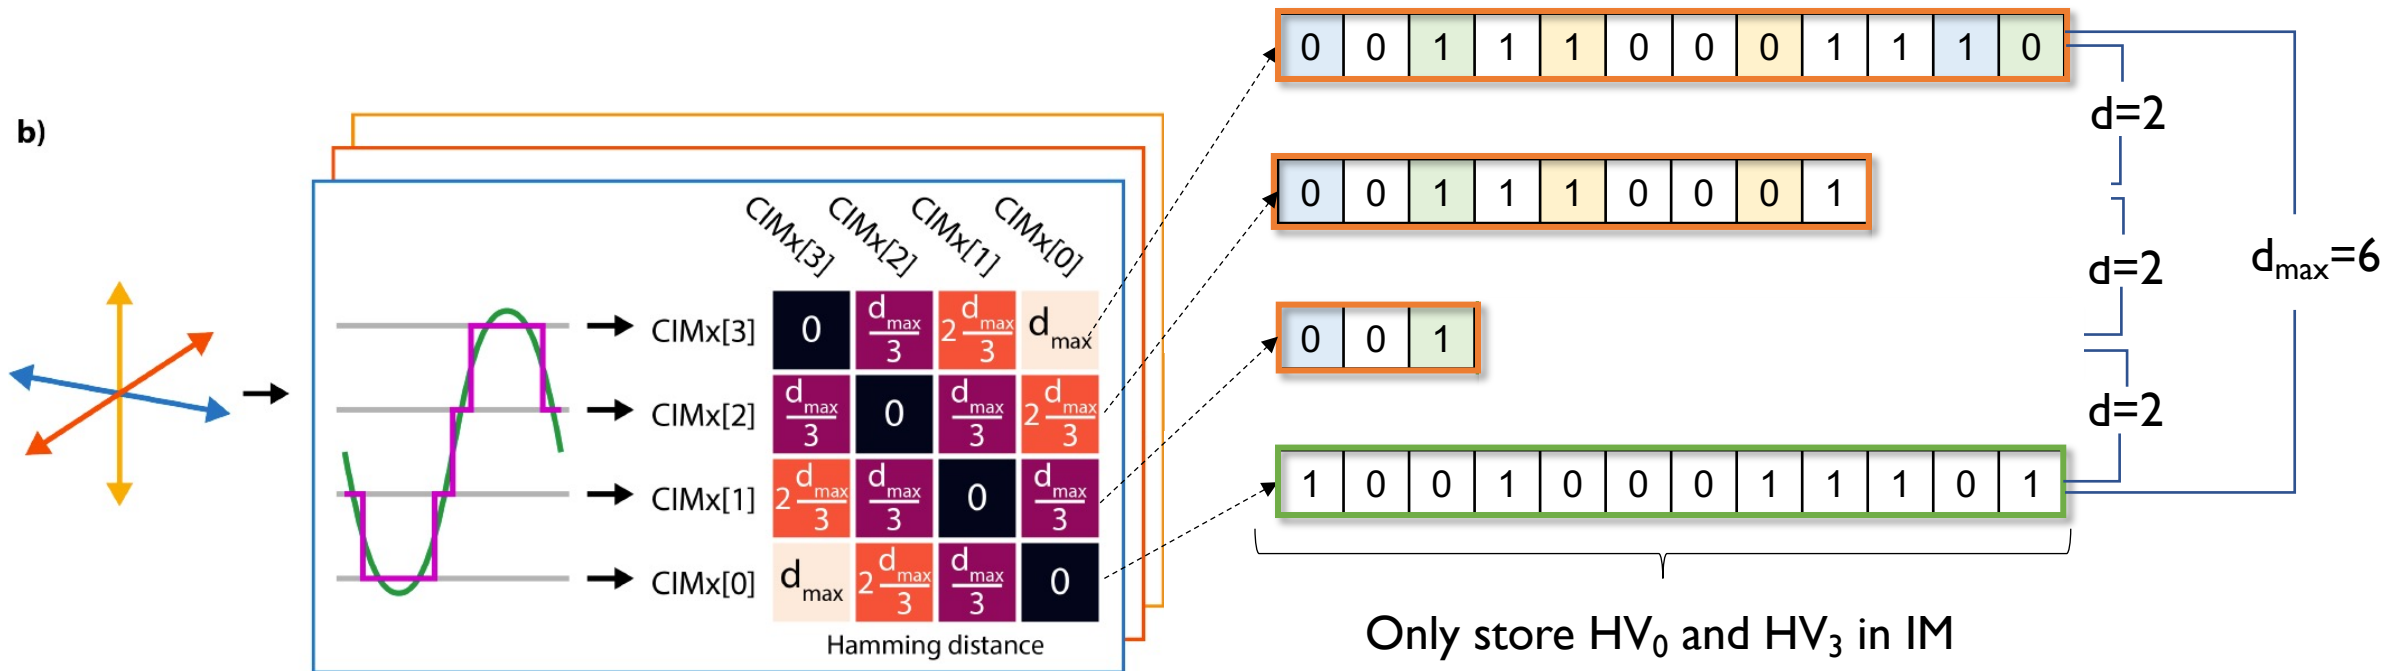 b)
CIMx[3] CIMx[2] CIMx[1] CIMx[0]
CIMx[3] 0 dmax/3 2 dmax/3 dmax
CIMx[2] dmax/3 0 dmax/3 2 dmax/3
CIMx[1] 2 dmax/3 dmax/3 0 dmax/3
CIMx[0] dmax 2 dmax/3 dmax/3 0
Hamming distance
0 0 1 1 1 0 0 0 1 1 1 0
0 0 1 1 1 0 0 0 1
0 0 1
1 0 0 1 0 0 0 1 1 1 0 1
d=2
d=2
d=2
dmax=6
Only store HV0 and HV3 in IM